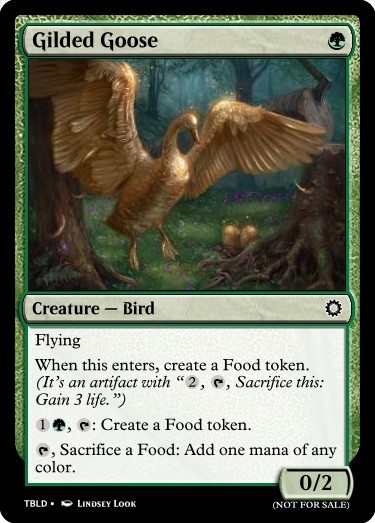 Gilded Goose
Creature — Bird
Flying
When this enters, create a Food token.
(It's an artifact with “2, T, Sacrifice this:
Gain 3 life.”)
1G, T: Create a Food token.
T, Sacrifice a Food: Add one mana of any
color.
0/2
TBLD • Lindsey Look
(NOT FOR SALE)